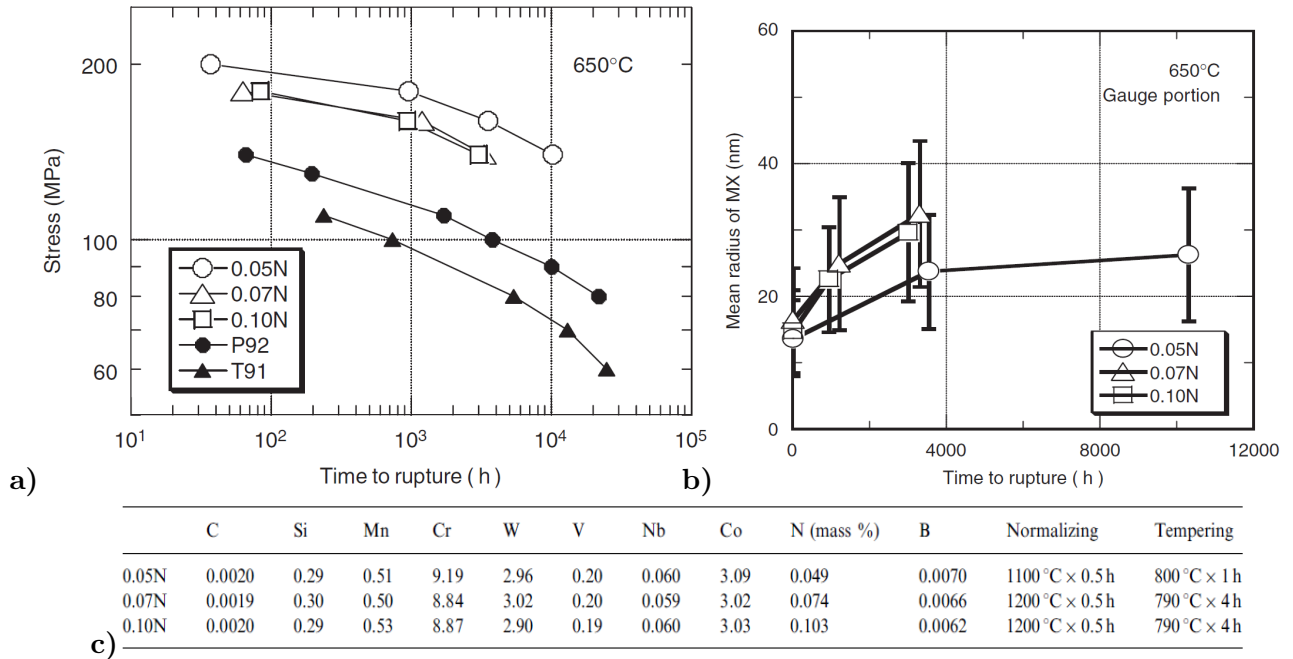 200
100
80
60
Stress (MPa)
650°C
0.05N
0.07N
0.10N
P92
T91
10¹ 10² 10³ 10⁴ 10⁵
Time to rupture ( h )
a)
60
40
20
0
Mean radius of MX (nm)
650°C
Gauge portion
0.05N
0.07N
0.10N
0 4000 8000 12000
Time to rupture ( h )
b)
C Si Mn Cr W V Nb Co N (mass %) B Normalizing Tempering
0.05N 0.0020 0.29 0.51 9.19 2.96 0.20 0.060 3.09 0.049 0.0070 1100 °C × 0.5 h 800 °C × 1 h
0.07N 0.0019 0.30 0.50 8.84 3.02 0.20 0.059 3.02 0.074 0.0066 1200 °C × 0.5 h 790 °C × 4 h
0.10N 0.0020 0.29 0.53 8.87 2.90 0.19 0.060 3.03 0.103 0.0062 1200 °C × 0.5 h 790 °C × 4 h
c)